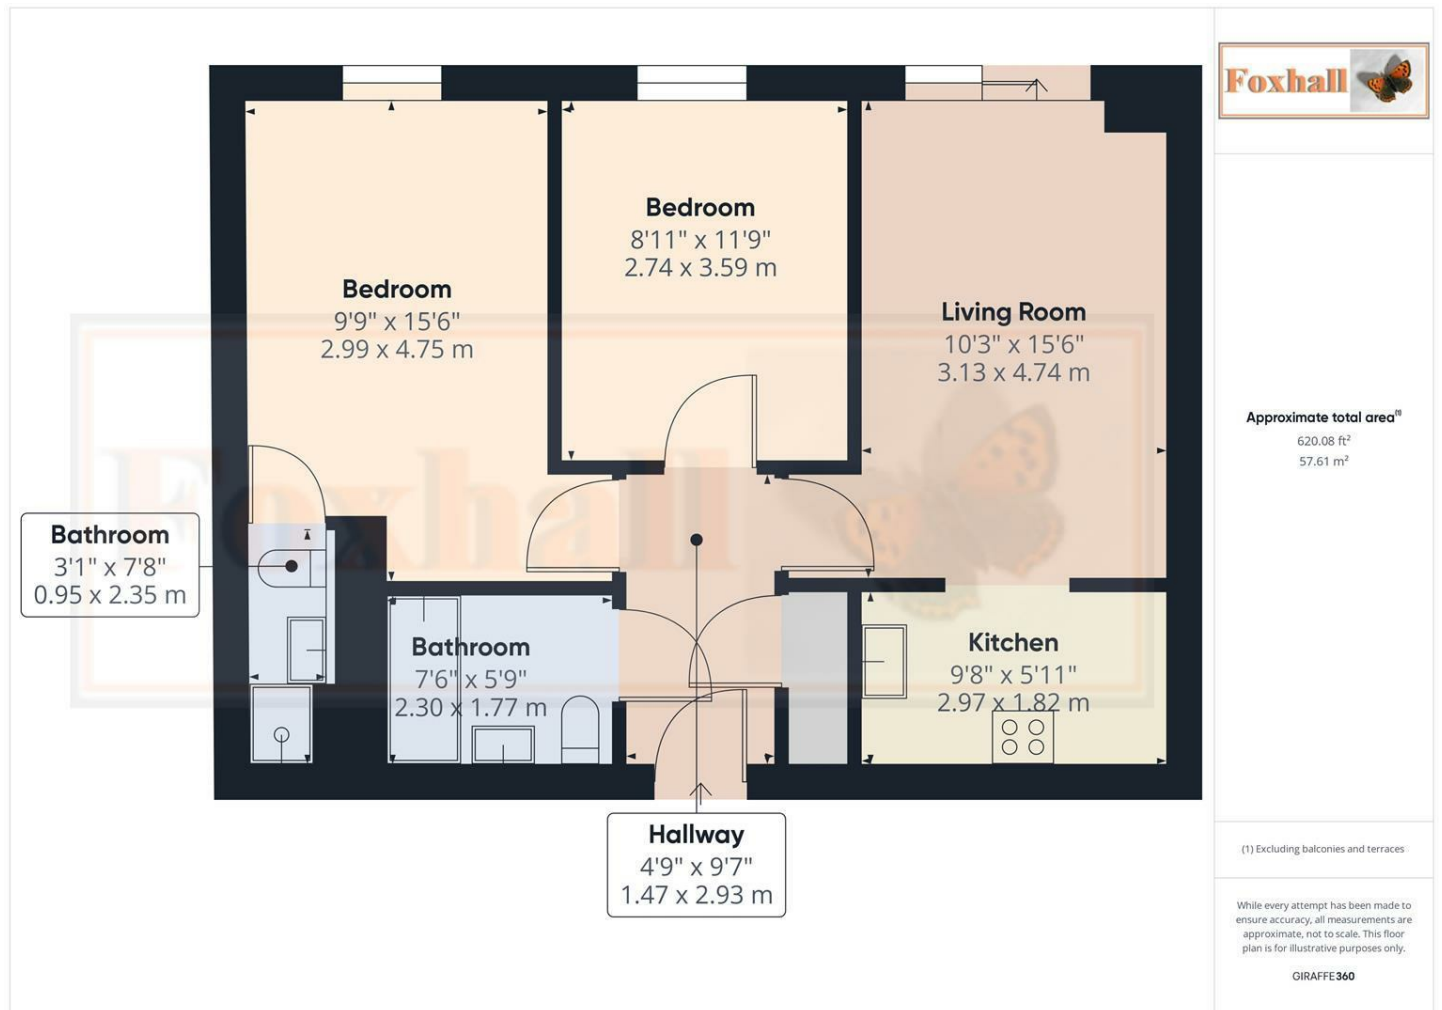 Foxhall
Bedroom
8'11" x 11'9"
2.74 x 3.59 m
Bedroom
9'9" x 15'6"
2.99 x 4.75 m
Living Room
10'3" x 15'6"
3.13 x 4.74 m
Bathroom
3'1" x 7'8"
0.95 x 2.35 m
Bathroom
7'6" x 5'9"
2.30 x 1.77 m
Kitchen
9'8" x 5'11"
2.97 x 1.82 m
Hallway
4'9" x 9'7"
1.47 x 2.93 m
Foxhall
Approximate total area(1)
620.08 ft²
57.61 m²
(1) Excluding balconies and terraces
While every attempt has been made to
ensure accuracy, all measurements are
approximate, not to scale. This floor
plan is for illustrative purposes only.
GIRAFFE360